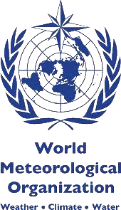 World
Meteorological
Organization
Weather • Climate • Water